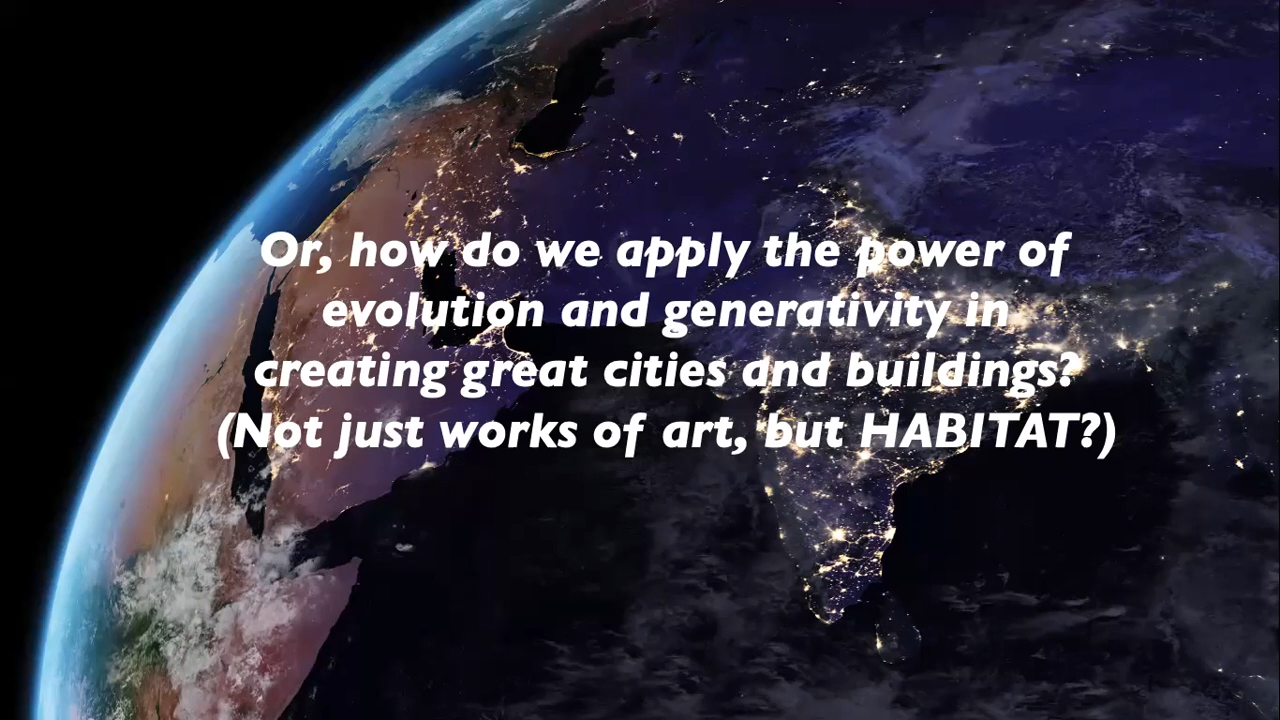 Or, how do we apply the power of
evolution and generativity in
creating great cities and buildings?
(Not just works of art, but HABITAT?)